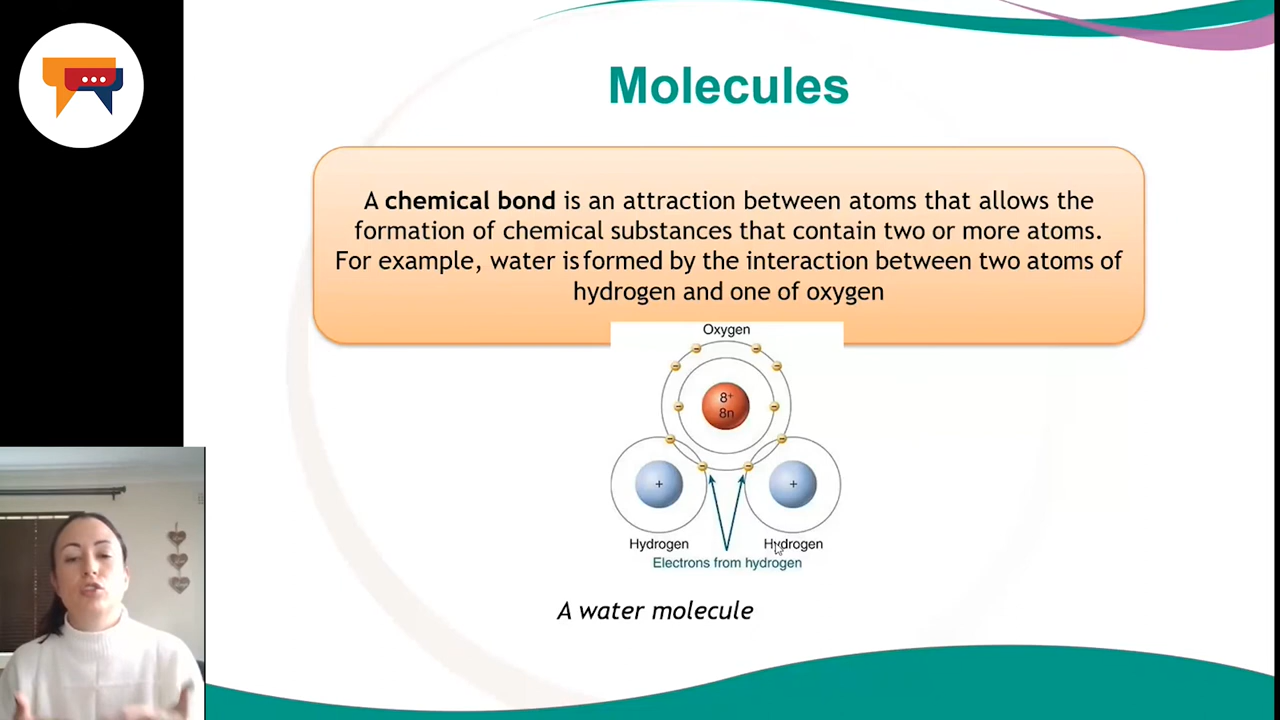 Molecules
A chemical bond is an attraction between atoms that allows the
formation of chemical substances that contain two or more atoms.
For example, water is formed by the interaction between two atoms of
hydrogen and one of oxygen
Oxygen
8+
8n
+ +
Hydrogen Hydrogen
Electrons from hydrogen
A water molecule